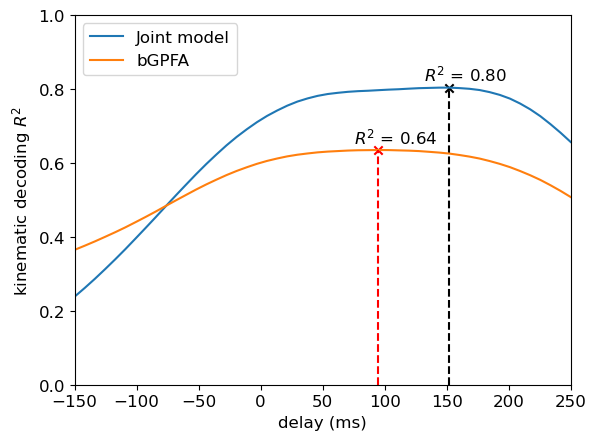 1.0
Joint model
bGPFA
R² = 0.80
0.8
R² = 0.64
kinematic decoding R²
0.6
0.4
0.2
0.0
−150 −100 −50 0 50 100 150 200 250
delay (ms)